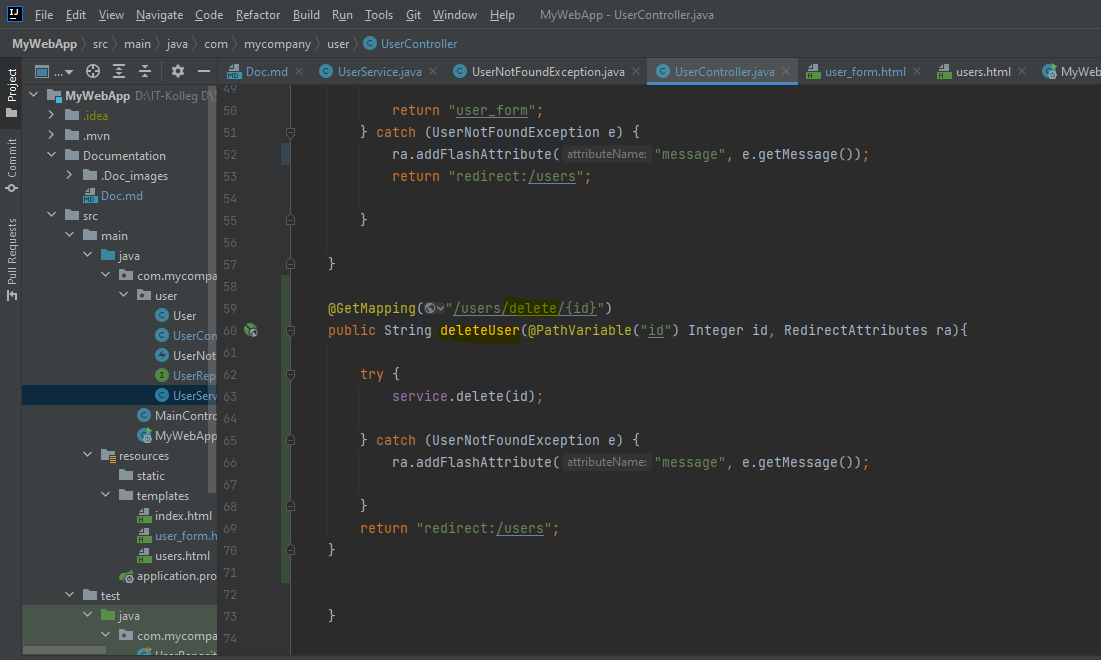 File Edit View Navigate Code Refactor Build Run Tools Git Window Help MyWebApp - UserController.java
MyWebApp src main java com mycompany user UserController
Project
Commit
Pull Requests
...
Doc.md UserService.java UserNotFoundException.java UserController.java user_form.html users.html MyWeb
MyWebApp D:\IT-Kolleg D:\S
.idea
.mvn
Documentation
.Doc_images
Doc.md
src
main
java
com.mycompa
user
User
UserCon
UserNot
UserRep
UserServ
MainContro
MyWebApp
resources
static
templates
index.html
user_form.h
users.html
application.pro
test
java
com.mycompa
UserReposit
49
50 return "user_form";
51 } catch (UserNotFoundException e) {
52 ra.addFlashAttribute( attributeName: "message", e.getMessage());
53 return "redirect:/users";
54
55 }
56
57 }
58
59 @GetMapping("/users/delete/{id}")
60 public String deleteUser(@PathVariable("id") Integer id, RedirectAttributes ra){
61
62 try {
63 service.delete(id);
64
65 } catch (UserNotFoundException e) {
66 ra.addFlashAttribute( attributeName: "message", e.getMessage());
67
68 }
69 return "redirect:/users";
70 }
71
72
73 }
74